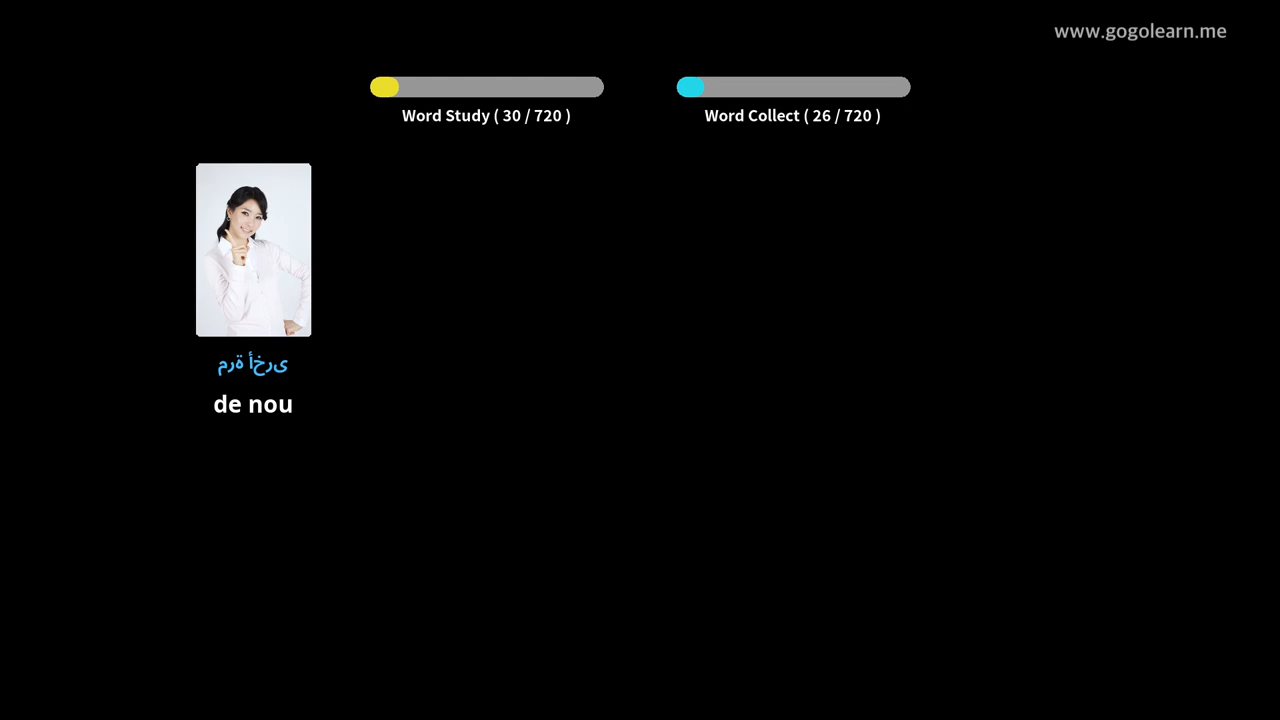 www.gogolearn.me
Word Study ( 30 / 720 )
Word Collect ( 26 / 720 )
مرة أخرى
de nou